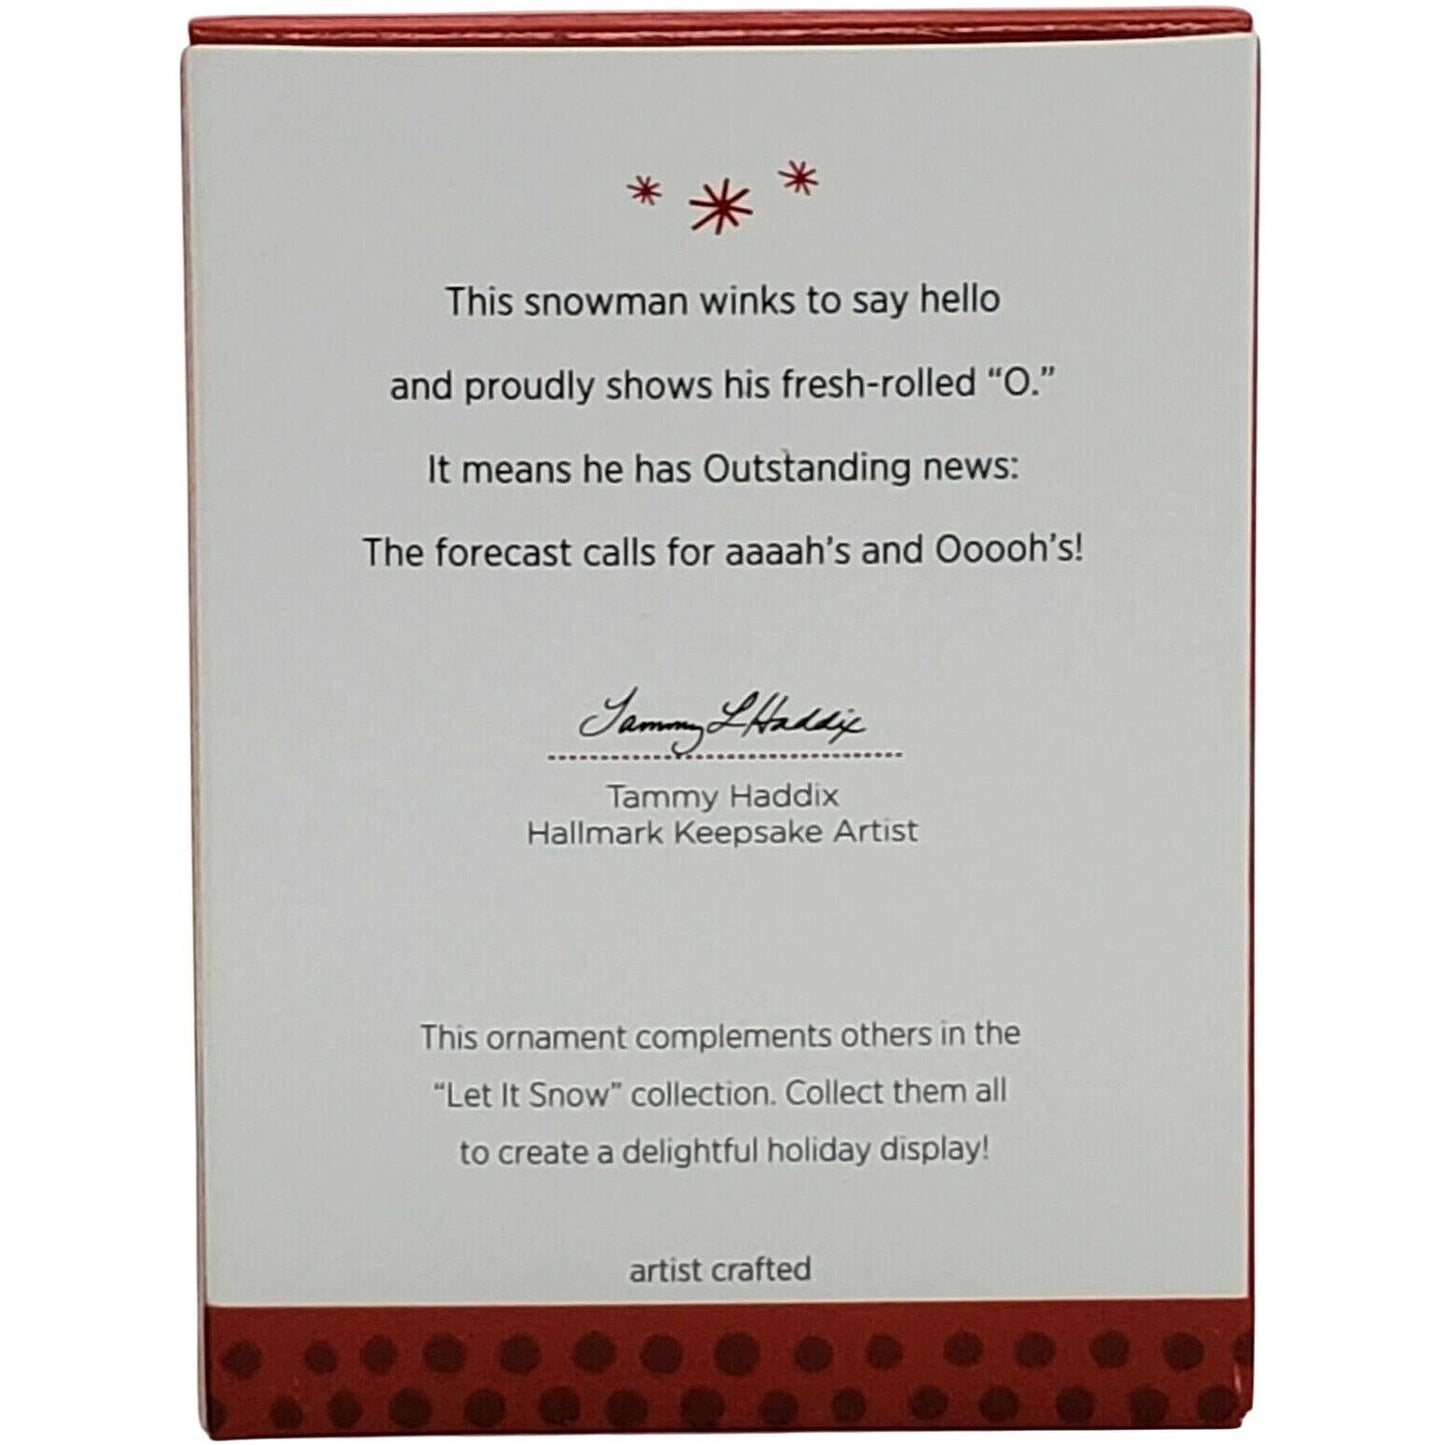 This snowman winks to say hello
and proudly shows his fresh-rolled “O.”
It means he has Outstanding news:
The forecast calls for aaaah’s and Ooooh’s!
Tammy L Haddix
Tammy Haddix
Hallmark Keepsake Artist
This ornament complements others in the
“Let It Snow” collection. Collect them all
to create a delightful holiday display!
artist crafted